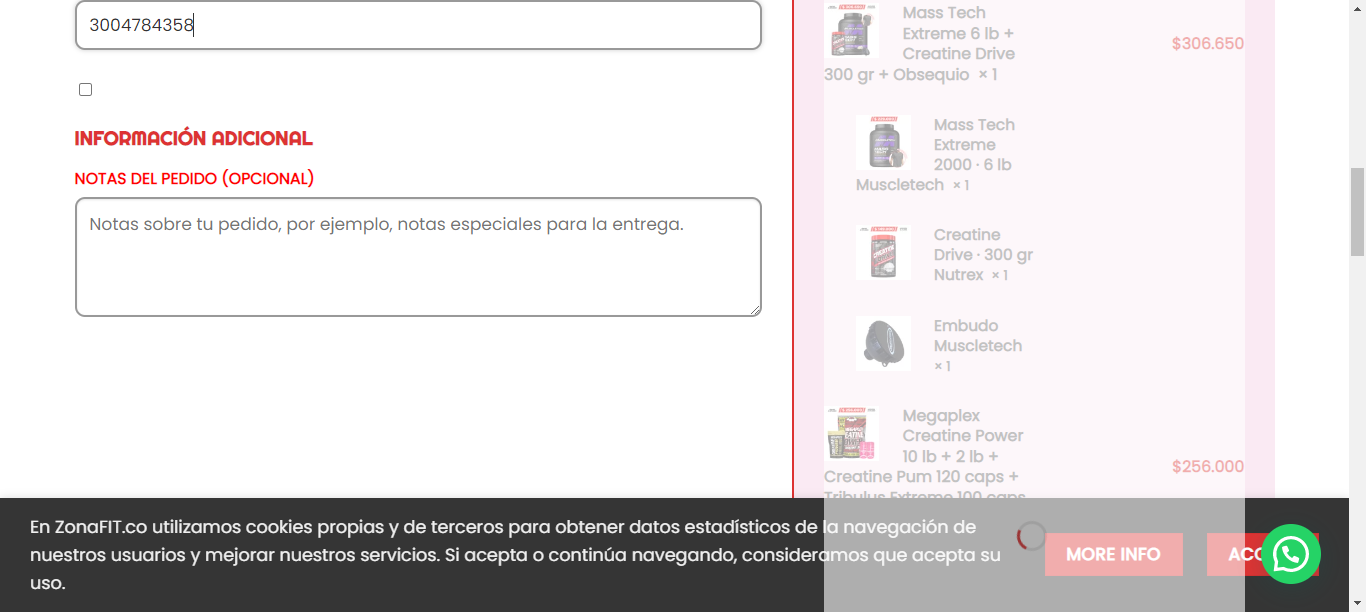 3004784358
INFORMACIÓN ADICIONAL
NOTAS DEL PEDIDO (OPCIONAL)
Notas sobre tu pedido, por ejemplo, notas especiales para la entrega.
Mass Tech
Extreme 6 lb +
Creatine Drive
300 gr + Obsequio × 1
$306.650
Mass Tech
Extreme
2000 · 6 lb
Muscletech × 1
Creatine
Drive · 300 gr
Nutrex × 1
Embudo
Muscletech
× 1
Megaplex
Creatine Power
10 lb + 2 lb +
Creatine Pum 120 caps +
Tribulus Extreme 100 caps
$256.000
En ZonaFIT.co utilizamos cookies propias y de terceros para obtener datos estadísticos de la navegación de
nuestros usuarios y mejorar nuestros servicios. Si acepta o continúa navegando, consideramos que acepta su
uso.
MORE INFO